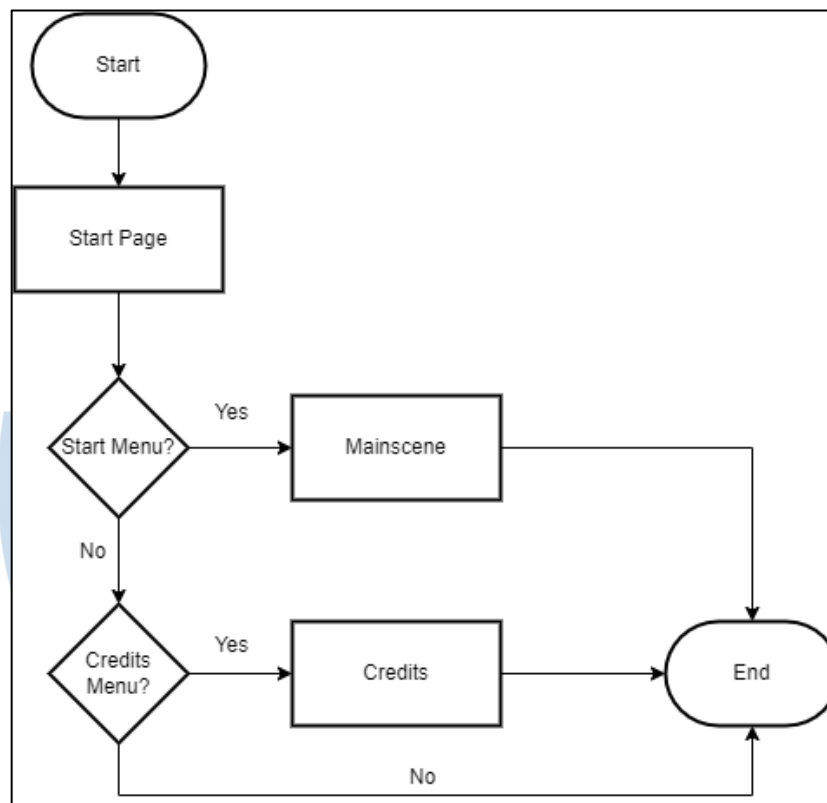 Start
Start Page
Start Menu?
Yes
Mainscene
No
Credits
Menu?
Yes
Credits
End
No